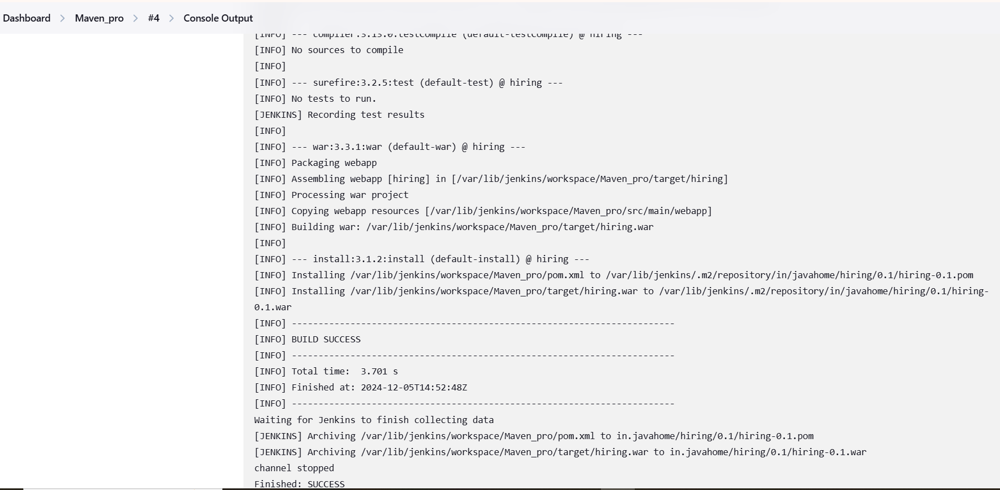 Dashboard > Maven_pro > #4 > Console Output
[INFO] --- compiler:3.13.0:testCompile (default-testCompile) @ hiring ---
[INFO] No sources to compile
[INFO]
[INFO] --- surefire:3.2.5:test (default-test) @ hiring ---
[INFO] No tests to run.
[JENKINS] Recording test results
[INFO]
[INFO] --- war:3.3.1:war (default-war) @ hiring ---
[INFO] Packaging webapp
[INFO] Assembling webapp [hiring] in [/var/lib/jenkins/workspace/Maven_pro/target/hiring]
[INFO] Processing war project
[INFO] Copying webapp resources [/var/lib/jenkins/workspace/Maven_pro/src/main/webapp]
[INFO] Building war: /var/lib/jenkins/workspace/Maven_pro/target/hiring.war
[INFO]
[INFO] --- install:3.1.2:install (default-install) @ hiring ---
[INFO] Installing /var/lib/jenkins/workspace/Maven_pro/pom.xml to /var/lib/jenkins/.m2/repository/in/javahome/hiring/0.1/hiring-0.1.pom
[INFO] Installing /var/lib/jenkins/workspace/Maven_pro/target/hiring.war to /var/lib/jenkins/.m2/repository/in/javahome/hiring/0.1/hiring-
0.1.war
[INFO] ------------------------------------------------------------------------
[INFO] BUILD SUCCESS
[INFO] ------------------------------------------------------------------------
[INFO] Total time:  3.701 s
[INFO] Finished at: 2024-12-05T14:52:48Z
[INFO] ------------------------------------------------------------------------
Waiting for Jenkins to finish collecting data
[JENKINS] Archiving /var/lib/jenkins/workspace/Maven_pro/pom.xml to in.javahome/hiring/0.1/hiring-0.1.pom
[JENKINS] Archiving /var/lib/jenkins/workspace/Maven_pro/target/hiring.war to in.javahome/hiring/0.1/hiring-0.1.war
channel stopped
Finished: SUCCESS